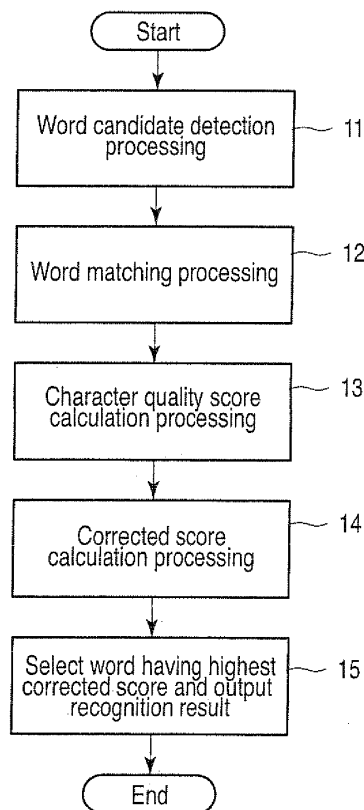 Start
Word candidate detection
processing
11
Word matching processing
12
Character quality score
calculation processing
13
Corrected score
calculation processing
14
Select word having highest
corrected score and output
recognition result
15
End